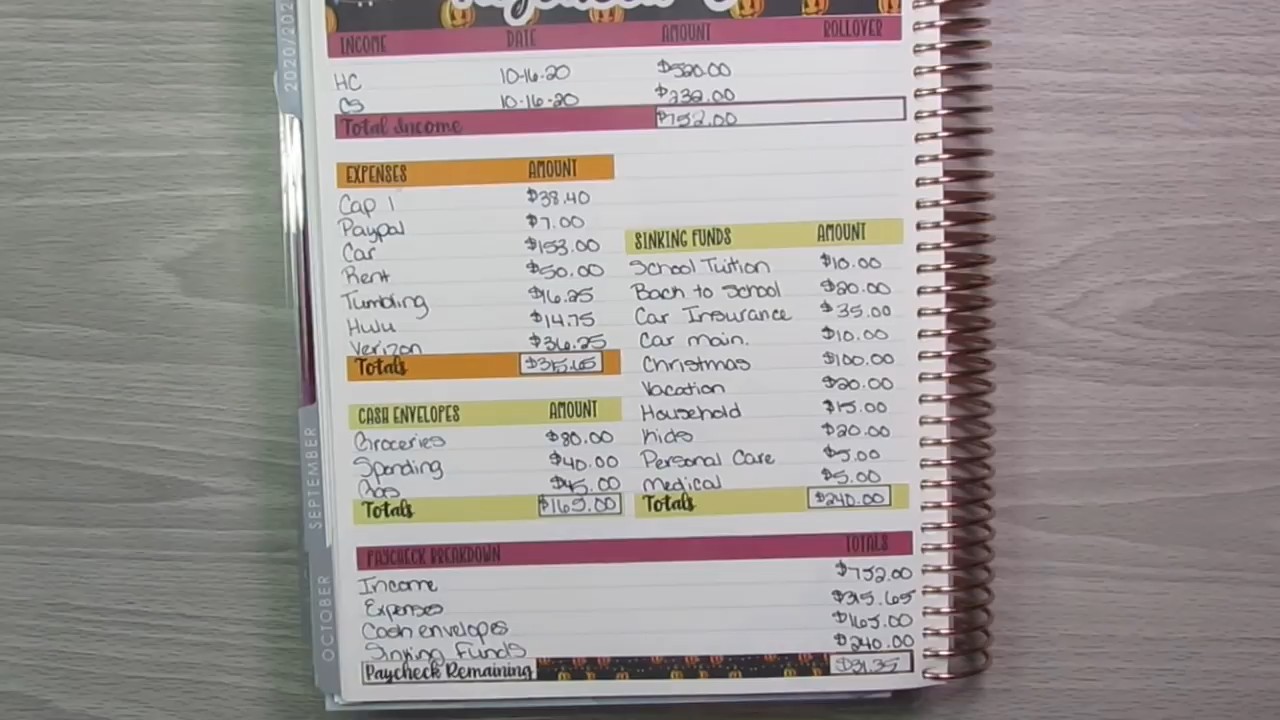 2020/202
INCOME DATE AMOUNT ROLLOVER
HC 10-16-20 $520.00
CS 10-16-20 $232.00
Total Income $752.00
EXPENSES AMOUNT
Cap 1 $38.40
Paypal $7.00
Car $153.00
Rent $50.00
Tumbling $16.25
Hulu $14.75
Verizon $36.25
Totals $315.65
CASH ENVELOPES AMOUNT
Groceries $80.00
Spending $40.00
Gas $45.00
Totals $165.00
SINKING FUNDS AMOUNT
School Tuition $10.00
Back to School $20.00
Car Insurance $35.00
Car main. $10.00
Christmas $100.00
Vacation $20.00
Household $15.00
Kids $20.00
Personal Care $5.00
Medical $5.00
Totals $240.00
PAYCHECK BREAKDOWN TOTALS
Income $752.00
Expenses $315.65
Cash envelopes $165.00
Sinking Funds $240.00
Paycheck Remaining $31.35
SEPTEMBER
OCTOBER